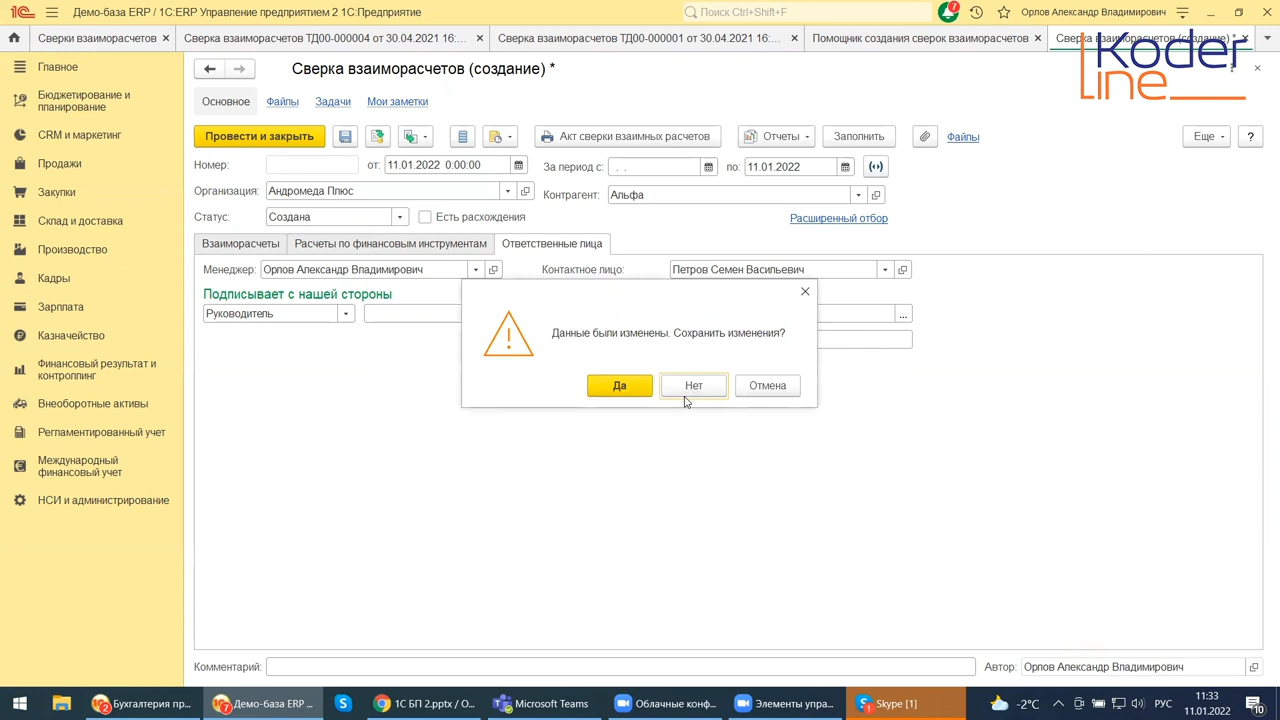 1С Демо-база ERP / 1С:ERP Управление предприятием 2 1С:Предприятие
Поиск Ctrl+Shift+F
7
Орлов Александр Владимирович
Сверки взаиморасчетов
Сверка взаиморасчетов ТД00-000004 от 30.04.2021 16:...
Сверка взаиморасчетов ТД00-000001 от 30.04.2021 16:...
Помощник создания сверок взаиморасчетов
Сверка взаиморасчетов (создание) *
Koder
line
Главное
Бюджетирование и
планирование
CRM и маркетинг
Продажи
Закупки
Склад и доставка
Производство
Кадры
Зарплата
Казначейство
Финансовый результат и
контроллинг
Внеоборотные активы
Регламентированный учет
Международный
финансовый учет
НСИ и администрирование
Сверка взаиморасчетов (создание) *
Основное Файлы Задачи Мои заметки
Провести и закрыть Акт сверки взаимных расчетов Отчеты Заполнить Файлы Еще ?
Номер: от: 11.01.2022 0:00:00 За период с: . . по: 11.01.2022
Организация: Андромеда Плюс Контрагент: Альфа
Статус: Создана Есть расхождения Расширенный отбор
Взаиморасчеты Расчеты по финансовым инструментам Ответственные лица
Менеджер: Орлов Александр Владимирович Контактное лицо: Петров Семен Васильевич
Подписывает с нашей стороны
Руководитель ...
Данные были изменены. Сохранить изменения?
Да Нет Отмена
Комментарий: Автор: Орлов Александр Владимирович
Бухгалтерия пр...
Демо-база ERP ...
1С БП 2.pptx / О...
Microsoft Teams
Облачные конф...
Элементы упра...
Skype [1]
-2°C
РУС
11:33
11.01.2022
10